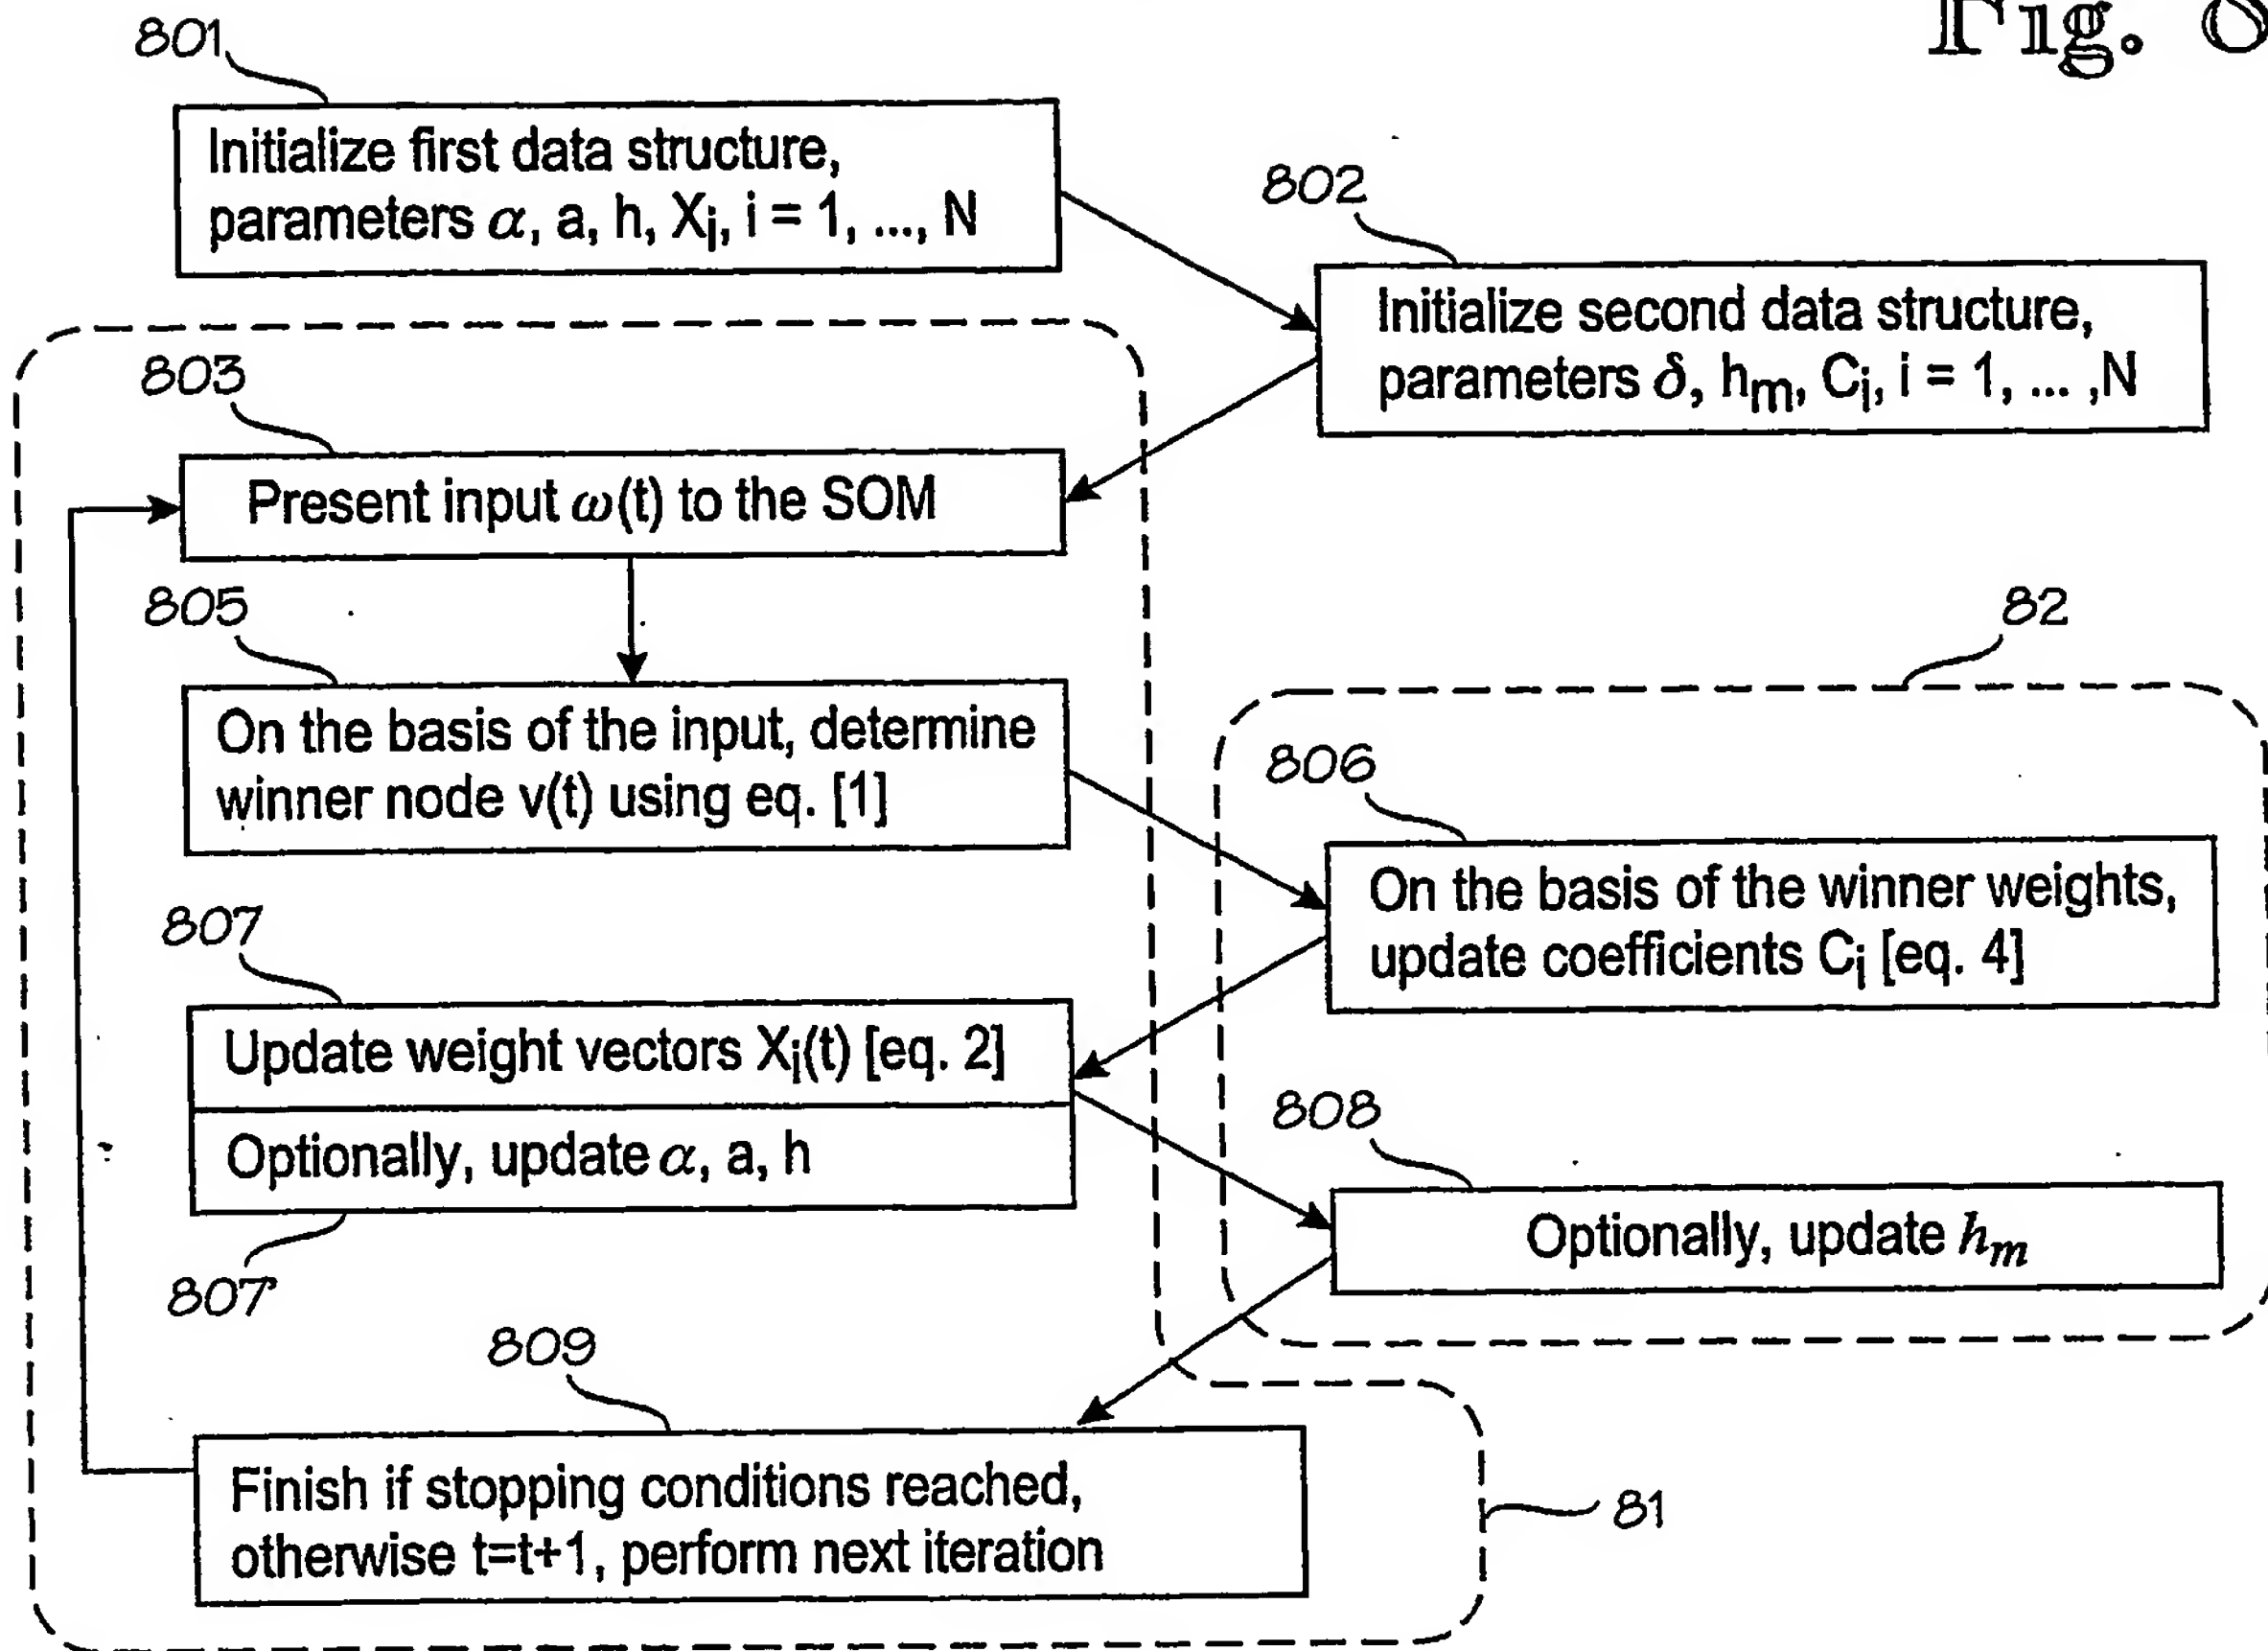 Fig. 8
801
Initialize first data structure,
parameters α, a, h, Xi, i = 1, ..., N
802
Initialize second data structure,
parameters δ, hm, Ci, i = 1, ... ,N
803
Present input ω(t) to the SOM
805
On the basis of the input, determine
winner node v(t) using eq. [1]
82
806
On the basis of the winner weights,
update coefficients Ci [eq. 4]
807
Update weight vectors Xi(t) [eq. 2]
Optionally, update α, a, h
807'
808
Optionally, update hm
809
Finish if stopping conditions reached,
otherwise t=t+1, perform next iteration
81